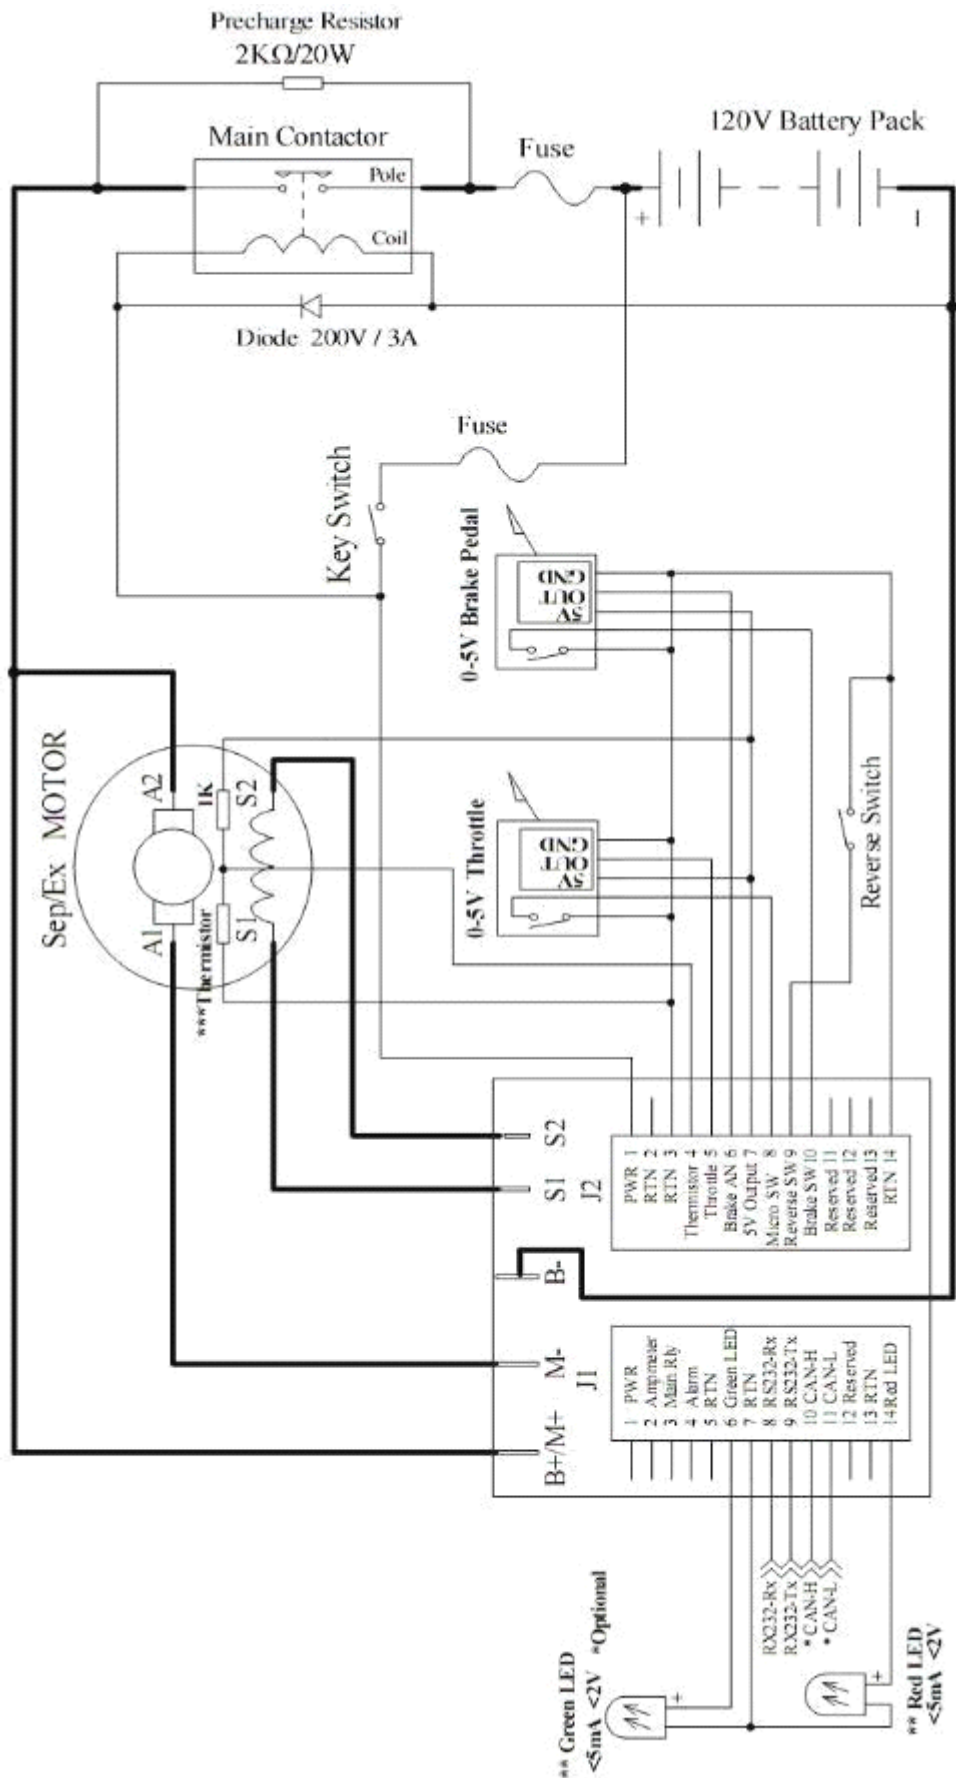 Precharge Resistor
2KΩ/20W
Main Contactor
Pole
Coil
Fuse
120V Battery Pack
+
−
Diode 200V / 3A
Fuse
Key Switch
0-5V Brake Pedal
GND
OUT
5V
Sep/Ex MOTOR
A2
A1
1K
***Thermistor
S2
S1
0-5V Throttle
GND
OUT
5V
Reverse Switch
B+/M+
M-
B-
S1
S2
J2
PWR 1
RTN 2
RTN 3
Thermistor 4
Throttle 5
Brake AN 6
5V Output 7
Micro SW 8
Reverse SW 9
Brake SW 10
Reserved 11
Reserved 12
Reserved 13
RTN 14
J1
1 PWR
2 Ampmeter
3 Main Rly
4 Alarm
5 RTN
6 Green LED
7 RTN
8 RS232-Rx
9 RS232-Tx
10 CAN-H
11 CAN-L
12 Reserved
13 RTN
14 Red LED
RX232-Rx
RX232-Tx
* CAN-H
* CAN-L
** Green LED
<5mA <2V
*Optional
+
** Red LED
<5mA <2V
+